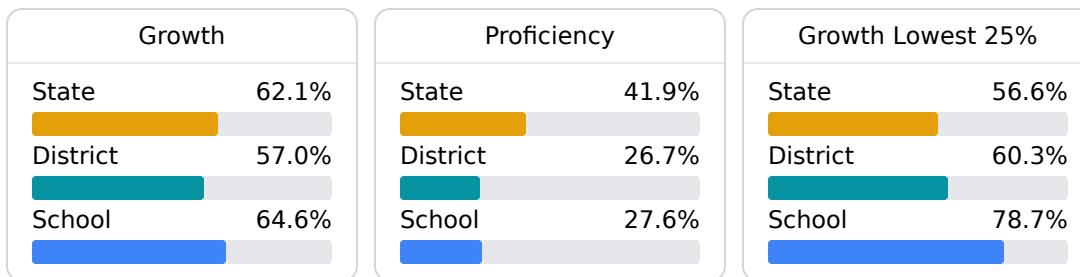 Growth
State 62.1%
District 57.0%
School 64.6%
Proficiency
State 41.9%
District 26.7%
School 27.6%
Growth Lowest 25%
State 56.6%
District 60.3%
School 78.7%